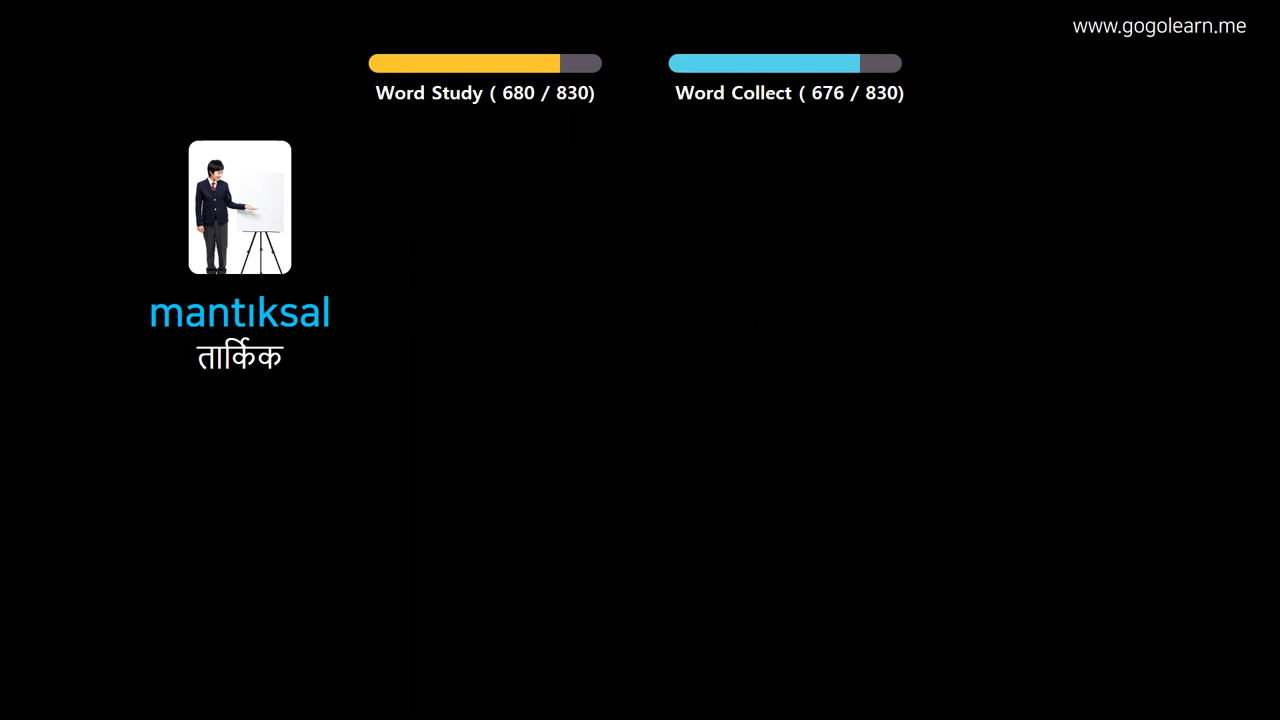 www.gogolearn.me
Word Study ( 680 / 830)
Word Collect ( 676 / 830)
mantıksal
तार्किक